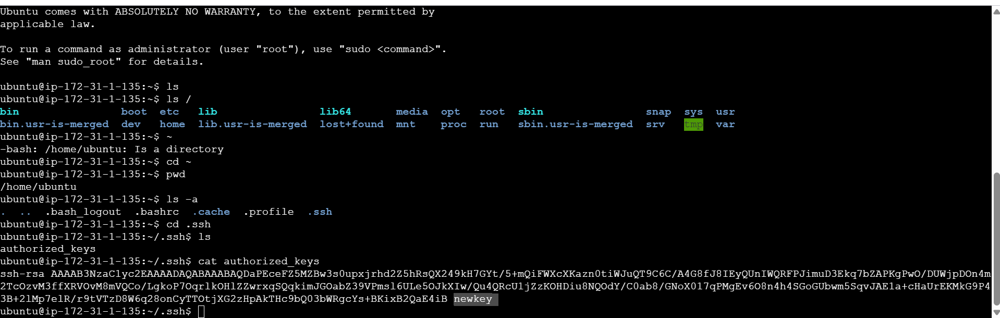 Ubuntu comes with ABSOLUTELY NO WARRANTY, to the extent permitted by
applicable law.
To run a command as administrator (user "root"), use "sudo <command>".
See "man sudo_root" for details.
ubuntu@ip-172-31-1-135:~$ ls
ubuntu@ip-172-31-1-135:~$ ls /
bin boot etc lib lib64 media opt root sbin snap sys usr
bin.usr-is-merged dev home lib.usr-is-merged lost+found mnt proc run sbin.usr-is-merged srv tmp var
ubuntu@ip-172-31-1-135:~$ ~
-bash: /home/ubuntu: Is a directory
ubuntu@ip-172-31-1-135:~$ cd ~
ubuntu@ip-172-31-1-135:~$ pwd
/home/ubuntu
ubuntu@ip-172-31-1-135:~$ ls -a
. .. .bash_logout .bashrc .cache .profile .ssh
ubuntu@ip-172-31-1-135:~$ cd .ssh
ubuntu@ip-172-31-1-135:~/.ssh$ ls
authorized_keys
ubuntu@ip-172-31-1-135:~/.ssh$ cat authorized_keys
ssh-rsa AAAAB3NzaC1yc2EAAAADAQABAAABAQDaPEceFZ5MZBw3s0upxjrhd2Z5hRsQX249kH7GYt/5+mQiFWXcXKazn0tiWJuQT9C6C/A4G8fJ8IEyQUnIWQRFPJimuD3Ekq7bZAPKgPwO/DUWjpDOn4m
2TcOzvM3ffXRVOvM8mVQCo/LgkoP7OqrlkOHlZZwrxqSQqkimJGOabZ39VPmsl6ULe5OJkXIw/Qu4QRcU1jZzKOHDiu8NQOdY/C0ab8/GNoX017qPMgEv6O8n4h4SGoGUbwm5SqvJAE1a+cHaUrEKMkG9P4
3B+2lMp7elR/r9tVTzD8W6q28onCyTTOtjXG2zHpAkTHc9bQ03bWRgcYs+BKixB2QaE4iB newkey
ubuntu@ip-172-31-1-135:~/.ssh$